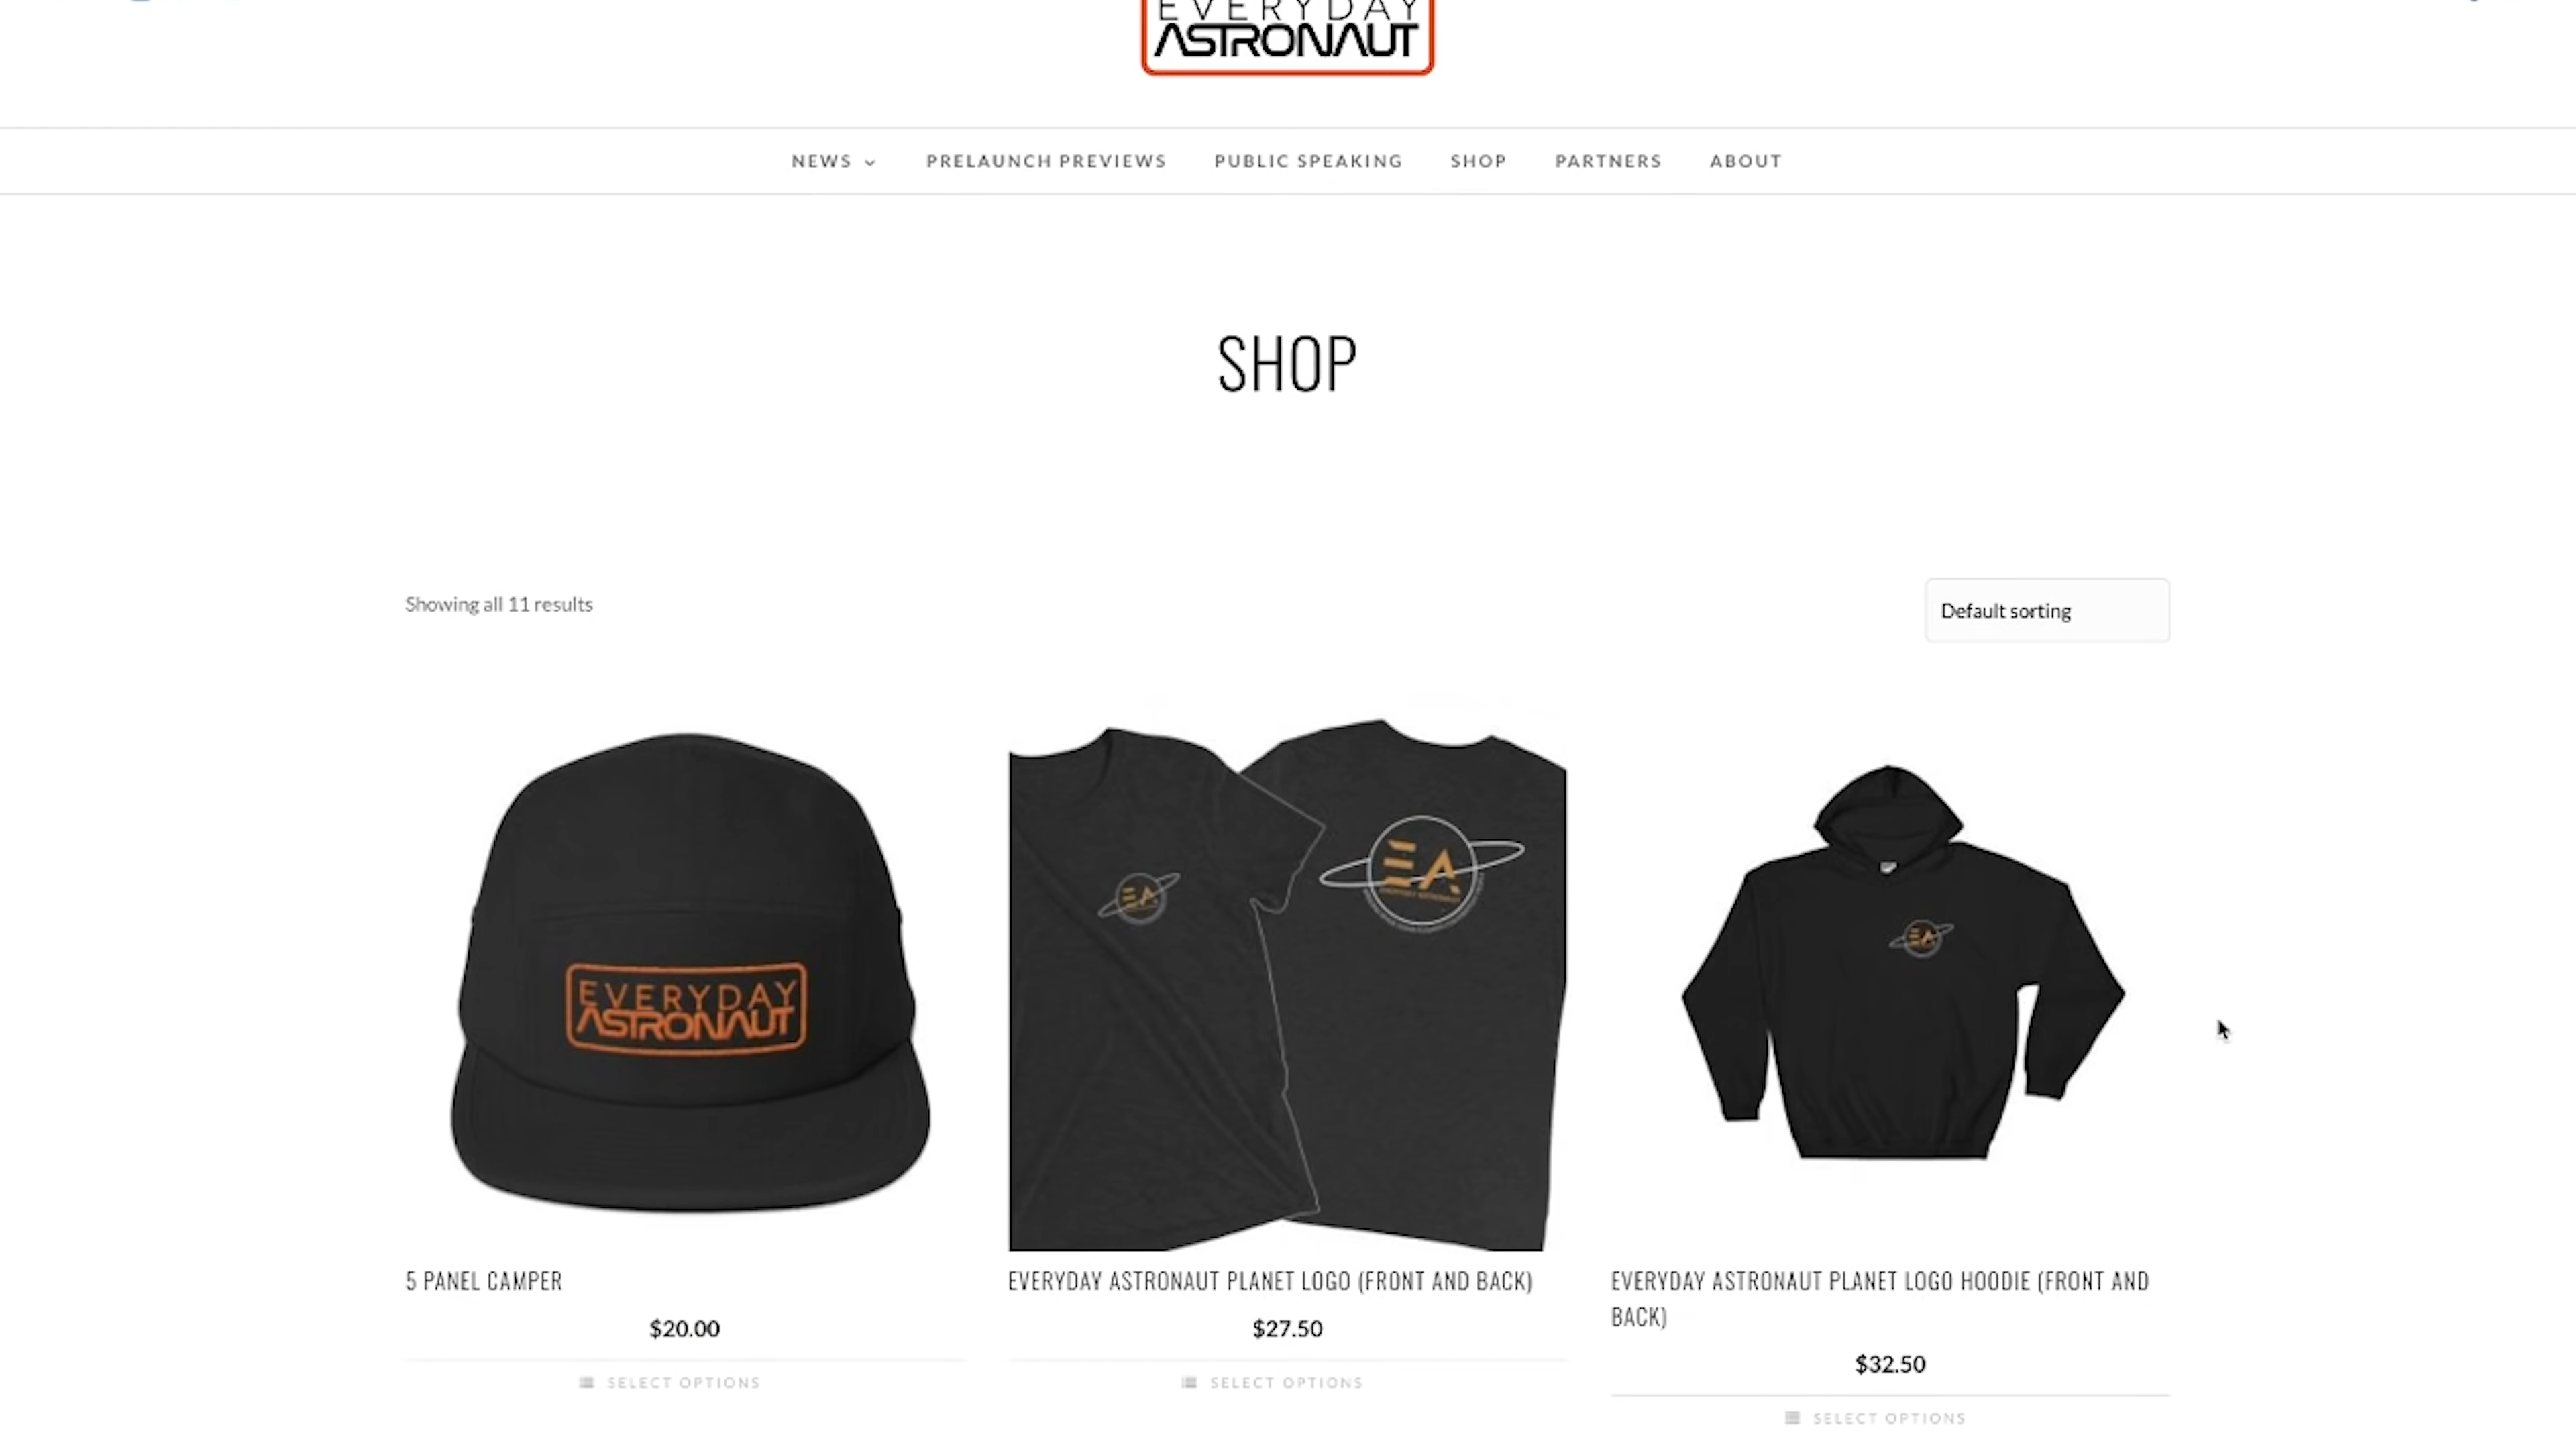 EVERYDAY
ASTRONAUT
NEWS PRELAUNCH PREVIEWS PUBLIC SPEAKING SHOP PARTNERS ABOUT
SHOP
Showing all 11 results
Default sorting
EVERYDAY
ASTRONAUT
EA
EA
EA
5 PANEL CAMPER
$20.00
SELECT OPTIONS
EVERYDAY ASTRONAUT PLANET LOGO (FRONT AND BACK)
$27.50
SELECT OPTIONS
EVERYDAY ASTRONAUT PLANET LOGO HOODIE (FRONT AND
BACK)
$32.50
SELECT OPTIONS